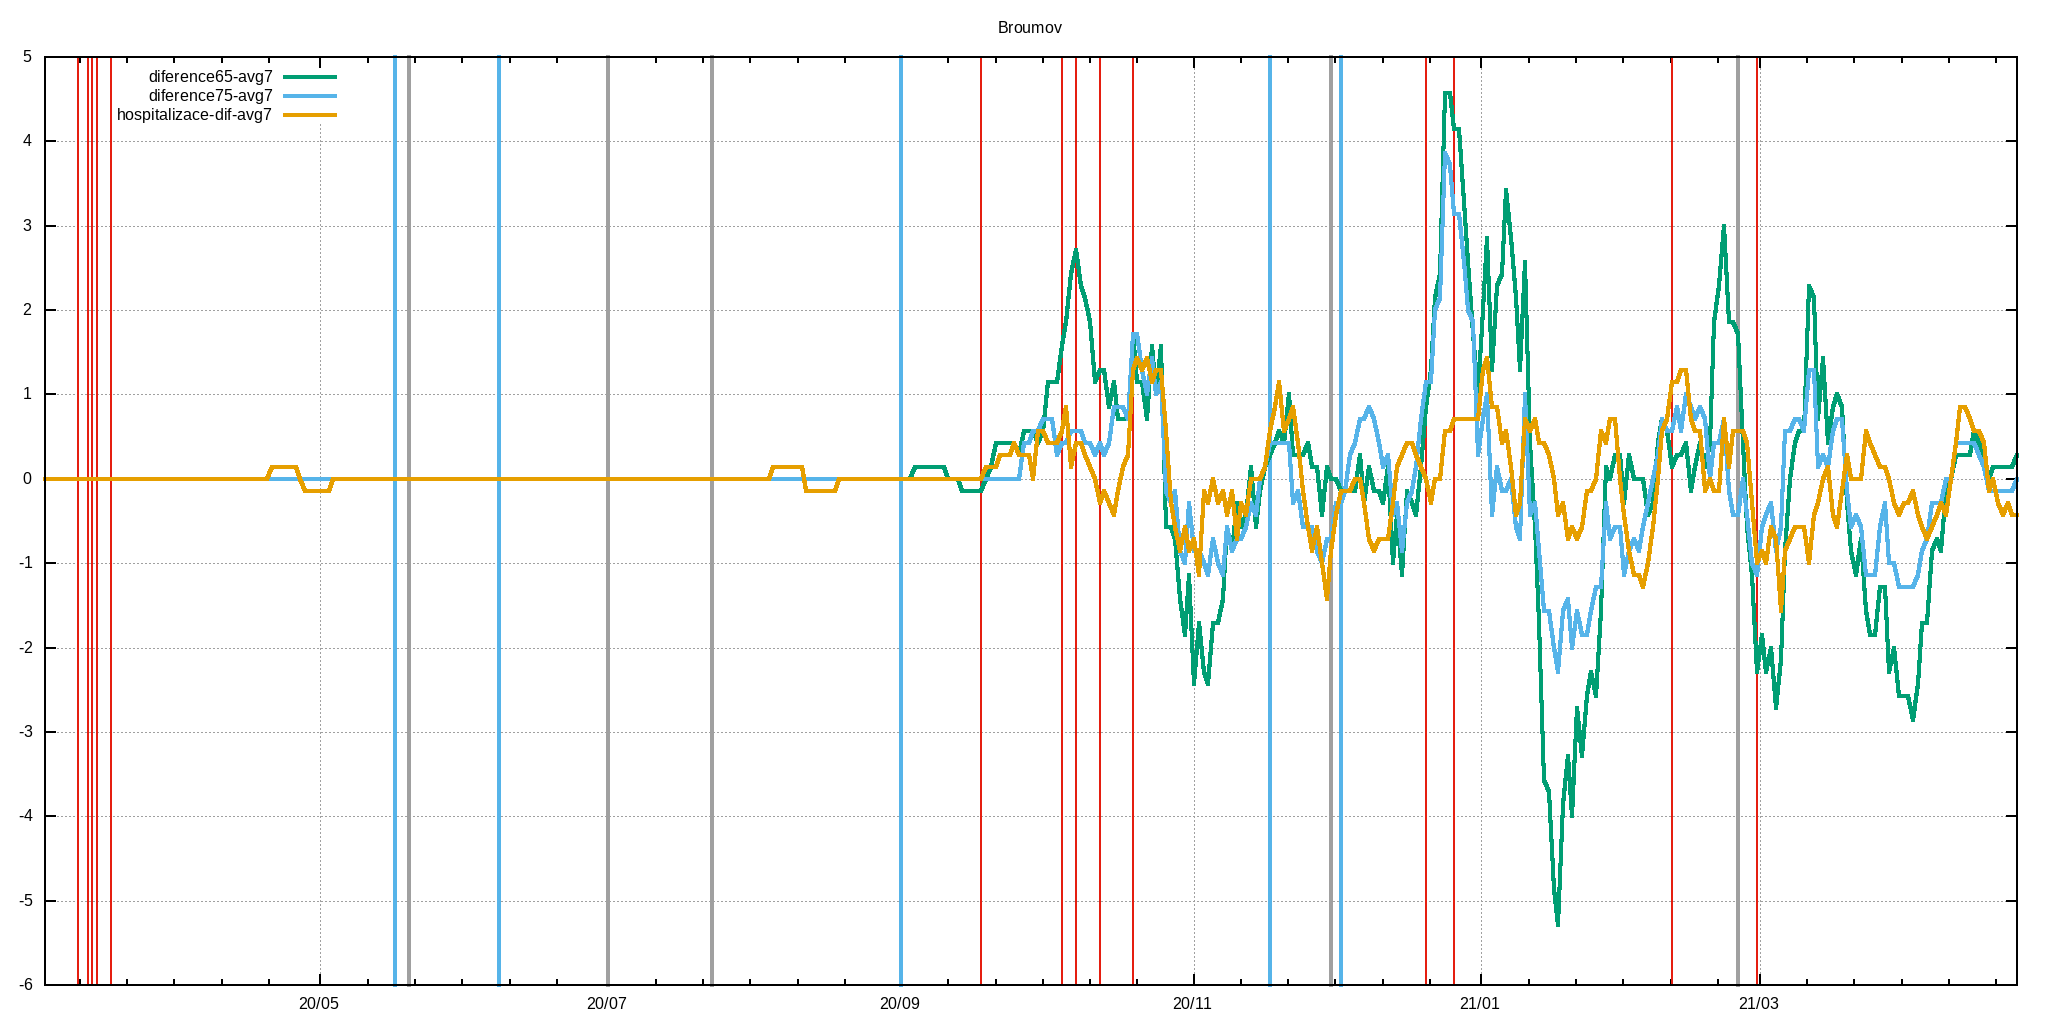 Broumov
diference65-avg7
diference75-avg7
hospitalizace-dif-avg7
5
4
3
2
1
0
-1
-2
-3
-4
-5
-6
20/05 20/07 20/09 20/11 21/01 21/03